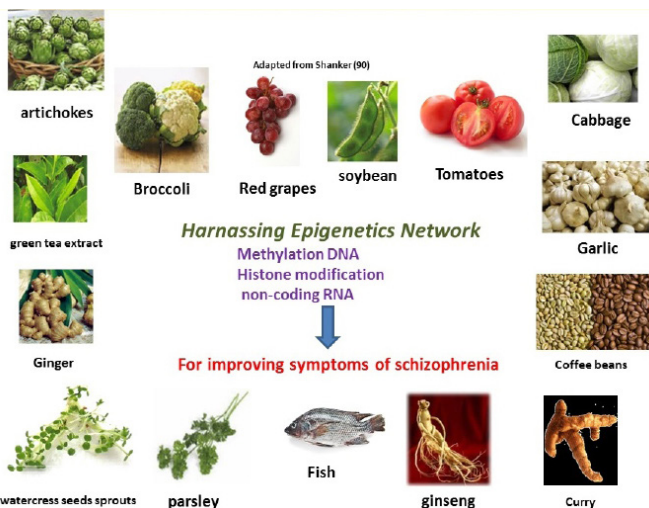 Adapted from Shanker (90)
artichokes
Broccoli
Red grapes
soybean
Tomatoes
Cabbage
green tea extract
Harnassing Epigenetics Network
Methylation DNA
Histone modification
non-coding RNA
Garlic
Ginger
For improving symptoms of schizophrenia
Coffee beans
watercress seeds sprouts
parsley
Fish
ginseng
Curry